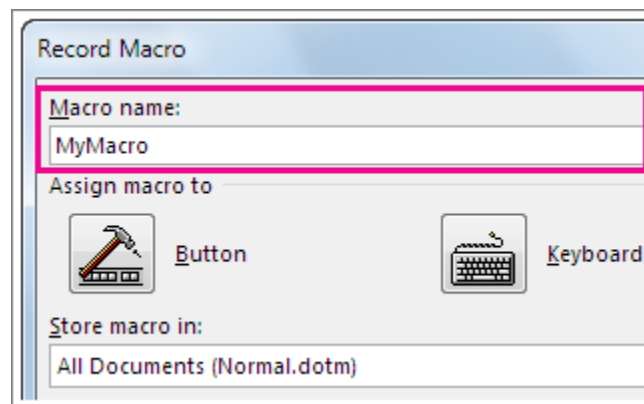 Record Macro
Macro name:
MyMacro
Assign macro to
Button
Keyboard
Store macro in:
All Documents (Normal.dotm)